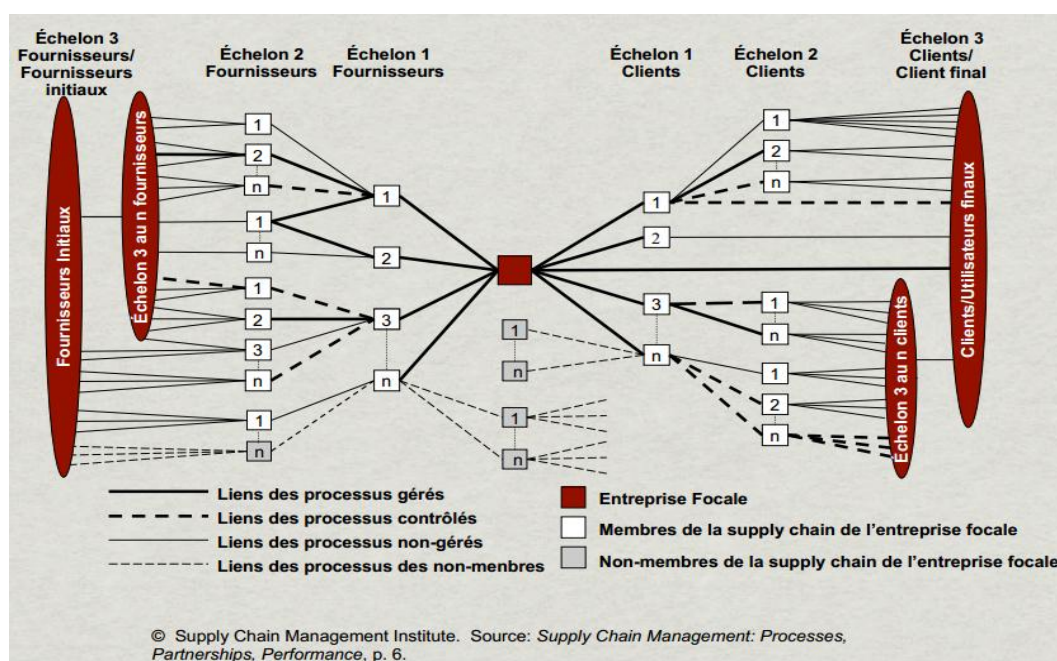 Échelon 3
Fournisseurs/
Fournisseurs
initiaux
Échelon 2
Fournisseurs
Échelon 1
Fournisseurs
Échelon 1
Clients
Échelon 2
Clients
Échelon 3
Clients/
Client final
Fournisseurs Initiaux
Échelon 3 au n fournisseurs
1
2
n
1
n
1
2
3
n
1
n
1
2
3
n
1
n
1
n
1
2
3
n
1
2
n
1
n
1
2
n
Échelon 3 au n clients
Clients/Utilisateurs finaux
Liens des processus gérés
Liens des processus contrôlés
Liens des processus non-gérés
Liens des processus des non-menbres
Entreprise Focale
Membres de la supply chain de l'entreprise focale
Non-membres de la supply chain de l'entreprise focale
© Supply Chain Management Institute. Source: Supply Chain Management: Processes,
Partnerships, Performance, p. 6.